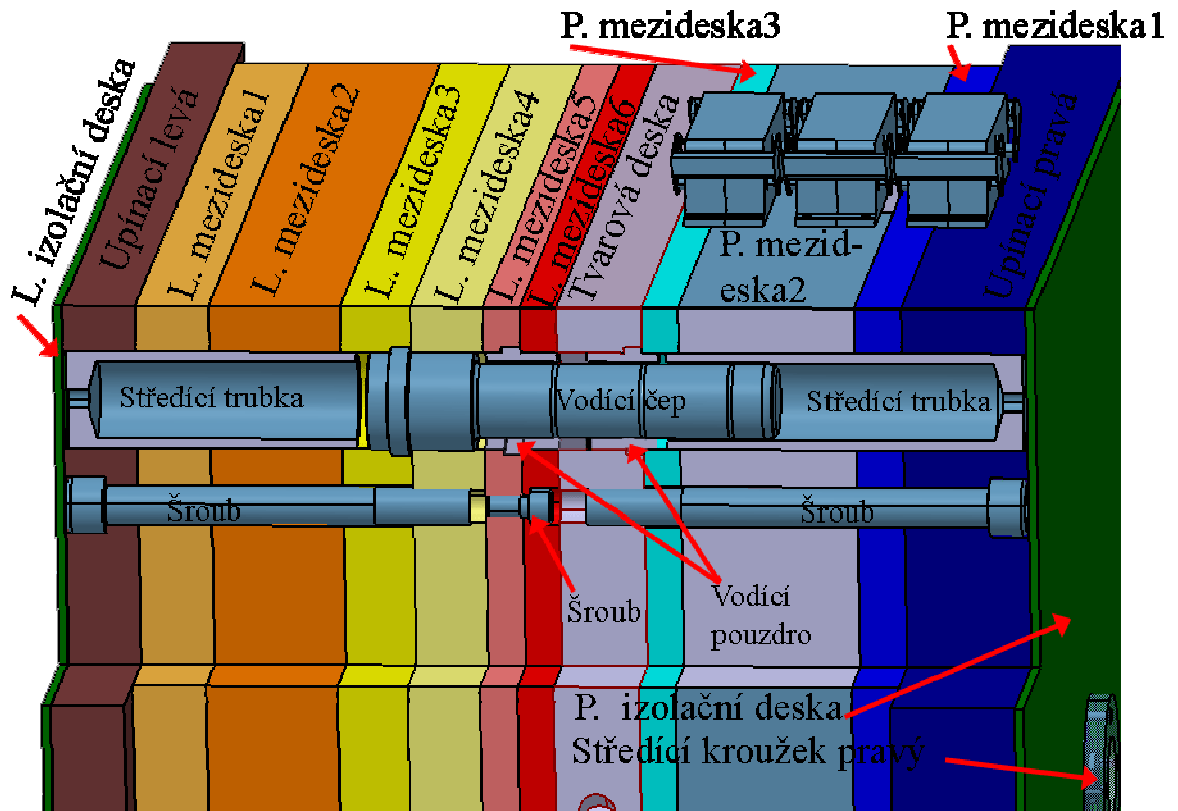 P. mezideska3
P. mezideska1
L. izolační deska
Upínací levá
L. mezideska1
L. mezideska2
L. mezideska3
L. mezideska4
L. mezideska5
L. mezideska6
Tvarová deska
P. mezid-
eska2
Upínací pravá
Středící trubka
Vodící čep
Středící trubka
Šroub
Šroub
Šroub
Vodící
pouzdro
P. izolační deska
Středící kroužek pravý